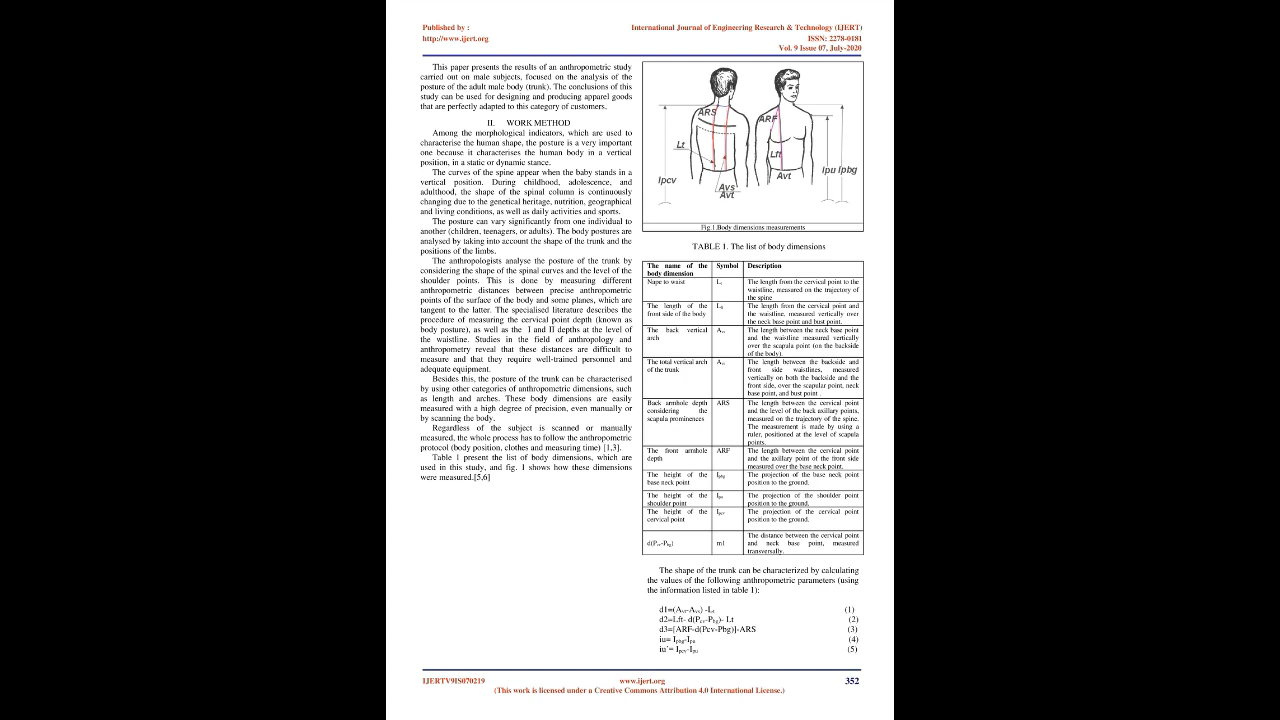 Published by :
http://www.ijert.org
International Journal of Engineering Research & Technology (IJERT)
ISSN: 2278-0181
Vol. 9 Issue 07, July-2020
This paper presents the results of an anthropometric study
carried out on male subjects, focused on the analysis of the
posture of the adult male body (trunk). The conclusions of this
study can be used for designing and producing apparel goods
that are perfectly adapted to this category of customers.
II. WORK METHOD
Among the morphological indicators, which are used to
characterise the human shape, the posture is a very important
one because it characterises the human body in a vertical
position, in a static or dynamic stance.
The curves of the spine appear when the baby stands in a
vertical position. During childhood, adolescence, and
adulthood, the shape of the spinal column is continuously
changing due to the genetical heritage, nutrition, geographical
and living conditions, as well as daily activities and sports.
The posture can vary significantly from one individual to
another (children, teenagers, or adults). The body postures are
analysed by taking into account the shape of the trunk and the
positions of the limbs.
The anthropologists analyse the posture of the trunk by
considering the shape of the spinal curves and the level of the
shoulder points. This is done by measuring different
anthropometric distances between precise anthropometric
points of the surface of the body and some planes, which are
tangent to the latter. The specialised literature describes the
procedure of measuring the cervical point depth (known as
body posture), as well as the I and II depths at the level of
the waistline. Studies in the field of anthropology and
anthropometry reveal that these distances are difficult to
measure and that they require well-trained personnel and
adequate equipment.
Besides this, the posture of the trunk can be characterised
by using other categories of anthropometric dimensions, such
as length and arches. These body dimensions are easily
measured with a high degree of precision, even manually or
by scanning the body.
Regardless of the subject is scanned or manually
measured, the whole process has to follow the anthropometric
protocol (body position, clothes and measuring time) [1,3].
Table 1 present the list of body dimensions, which are
used in this study, and fig. 1 shows how these dimensions
were measured.[5,6]
ARS
ARF
Lt
Lft
Avt
Ipcv
Avs
Avt
Ipu Ipbg
Fig.1.Body dimensions measurements
TABLE 1. The list of body dimensions
The name of the body dimension Symbol Description
Nape to waist Lt The length from the cervical point to the
waistline, measured on the trajectory of
the spine
The length of the
front side of the body
The length from the cervical point and
the waistline, measured vertically over
the neck base point and bust point.
The back vertical
arch
The length between the neck base point
and the waistline measured vertically
over the scapula point (on the backside
of the body).
The total vertical arch
of the trunk
The length between the backside and
front side waistlines, measured
vertically on both the backside and the
front side, over the scapular point, neck
base point, and bust point .
Back armhole depth
considering the
scapula prominences
ARS
The length between the cervical point
and the level of the back axillary points,
measured on the trajectory of the spine.
The measurement is made by using a
ruler, positioned at the level of scapula
points.
The front armhole
depth
ARF
The length between the cervical point
and the axillary point of the front side
measured over the base neck point.
The height of the
base neck point
Ipbg
The projection of the base neck point
position to the ground.
The height of the
shoulder point
Ipu
The projection of the shoulder point
position to the ground.
The height of the
cervical point
Ipcv
The projection of the cervical point
position to the ground.
d(Pcv-Pbg)
m1
The distance between the cervical point
and neck base point, measured
transversally.
The shape of the trunk can be characterized by calculating
the values of the following anthropometric parameters (using
the information listed in table 1):
d1=(Avt-Avs) -Lt (1)
d2=Lft- d(Pcv-Pbg)- Lt (2)
d3=[ARF-d(Pcv-Pbg)]-ARS (3)
iu= Ipbg-Ipu (4)
iu´= Ipcv-Ipu (5)
IJERTV9IS070219
www.ijert.org
352
(This work is licensed under a Creative Commons Attribution 4.0 International License.)